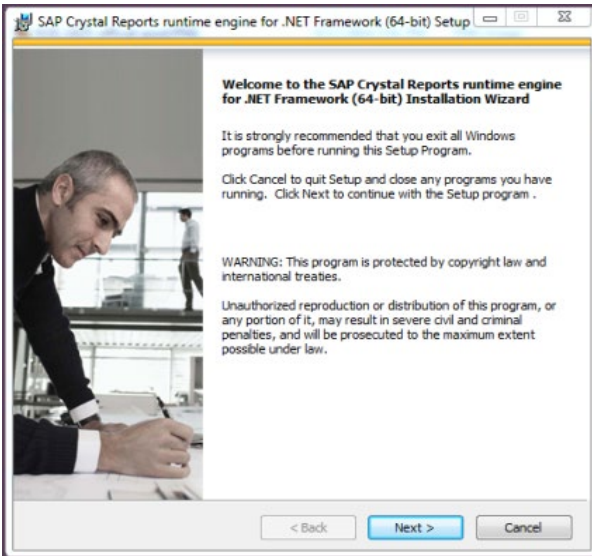 SAP Crystal Reports runtime engine for .NET Framework (64-bit) Setup
Welcome to the SAP Crystal Reports runtime engine
for .NET Framework (64-bit) Installation Wizard
It is strongly recommended that you exit all Windows
programs before running this Setup Program.
Click Cancel to quit Setup and close any programs you have
running. Click Next to continue with the Setup program .
WARNING: This program is protected by copyright law and
international treaties.
Unauthorized reproduction or distribution of this program, or
any portion of it, may result in severe civil and criminal
penalties, and will be prosecuted to the maximum extent
possible under law.
< Back Next > Cancel